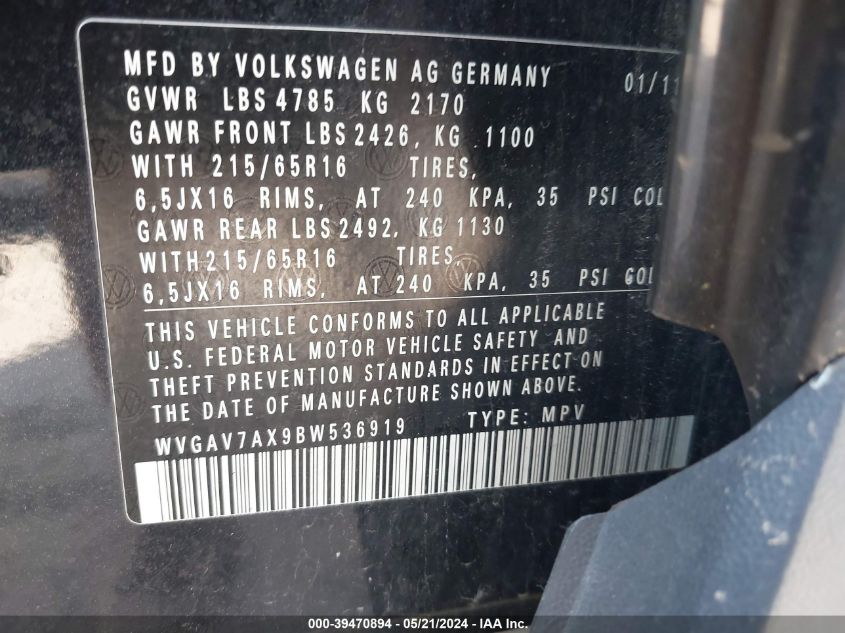 MFD BY VOLKSWAGEN AG GERMANY 01/11
GVWR LBS 4785 KG 2170
GAWR FRONT LBS 2426, KG 1100
WITH 215/65R16 TIRES,
6,5JX16 RIMS, AT 240 KPA, 35 PSI COL
GAWR REAR LBS 2492, KG 1130
WITH 215/65R16 TIRES,
6,5JX16 RIMS, AT 240 KPA, 35 PSI COL
THIS VEHICLE CONFORMS TO ALL APPLICABLE
U.S. FEDERAL MOTOR VEHICLE SAFETY AND
THEFT PREVENTION STANDARDS IN EFFECT ON
THE DATE OF MANUFACTURE SHOWN ABOVE.
WVGAV7AX9BW536919 TYPE: MPV
000-39470894 - 05/21/2024 - IAA Inc.